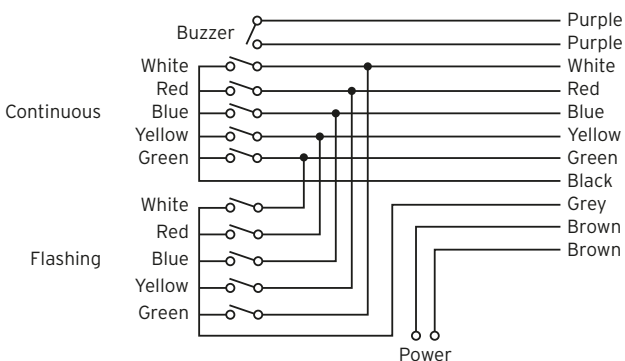 Buzzer
Purple
Purple
White
White
Red
Red
Continuous
Blue
Blue
Yellow
Yellow
Green
Green
Black
White
Grey
Red
Brown
Flashing
Blue
Brown
Yellow
Green
Power